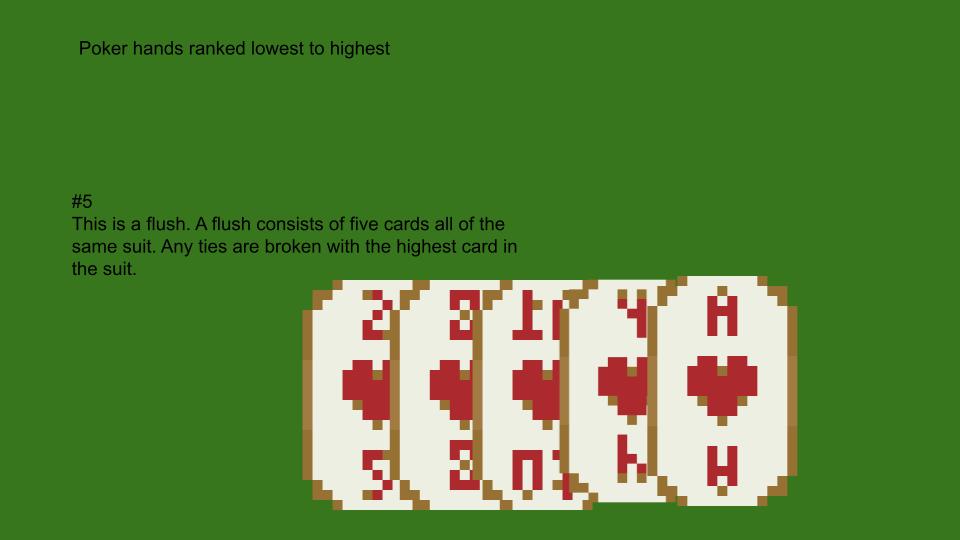 Poker hands ranked lowest to highest
#5
This is a flush. A flush consists of five cards all of the
same suit. Any ties are broken with the highest card in
the suit.